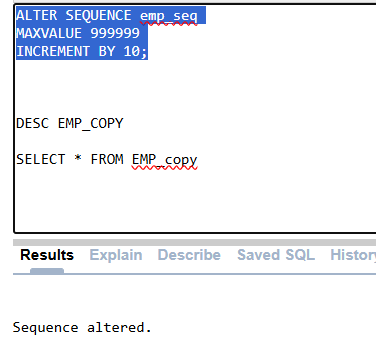 ALTER SEQUENCE emp_seq
MAXVALUE 999999
INCREMENT BY 10;
DESC EMP_COPY
SELECT * FROM EMP_copy
Results Explain Describe Saved SQL History
Sequence altered.